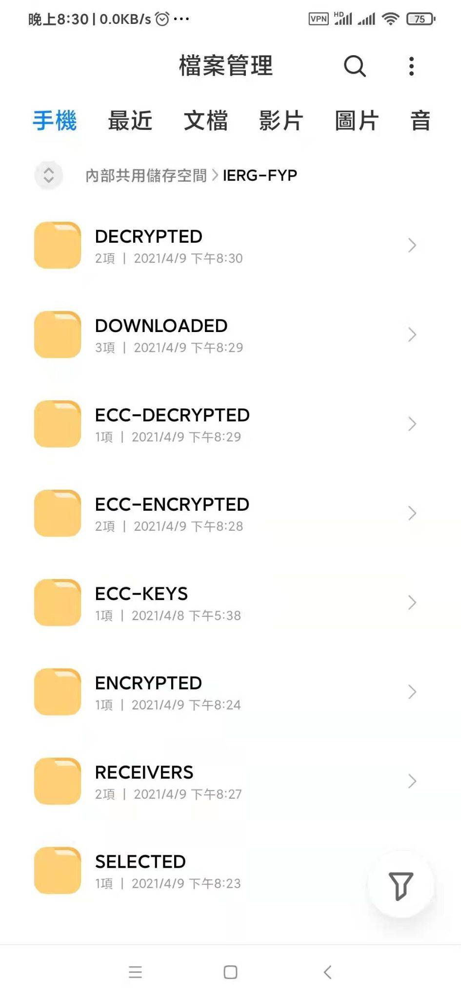 晚上8:30 | 0.0KB/s ... VPN HD 75
檔案管理
手機 最近 文檔 影片 圖片 音
內部共用儲存空間 > IERG-FYP
DECRYPTED
2項 | 2021/4/9 下午8:30
DOWNLOADED
3項 | 2021/4/9 下午8:29
ECC-DECRYPTED
1項 | 2021/4/9 下午8:29
ECC-ENCRYPTED
2項 | 2021/4/9 下午8:28
ECC-KEYS
1項 | 2021/4/8 下午5:38
ENCRYPTED
1項 | 2021/4/9 下午8:24
RECEIVERS
2項 | 2021/4/9 下午8:27
SELECTED
1項 | 2021/4/9 下午8:23